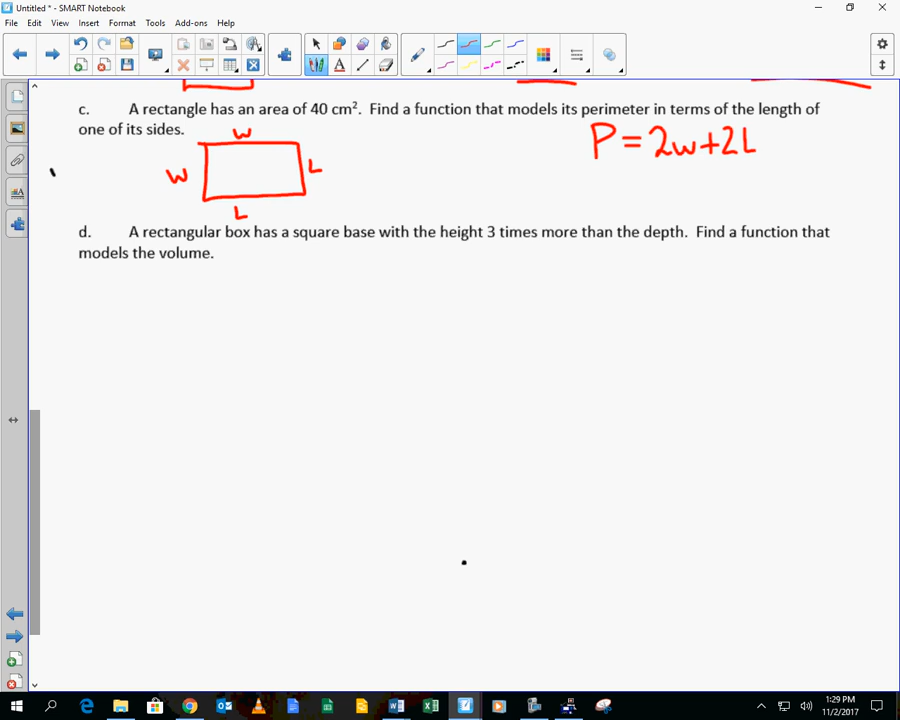 Untitled * - SMART Notebook
File Edit View Insert Format Tools Add-ons Help
c. A rectangle has an area of 40 cm². Find a function that models its perimeter in terms of the length of
one of its sides.
P = 2w+2L
W
W
L
L
d. A rectangular box has a square base with the height 3 times more than the depth. Find a function that
models the volume.
1:29 PM
11/2/2017